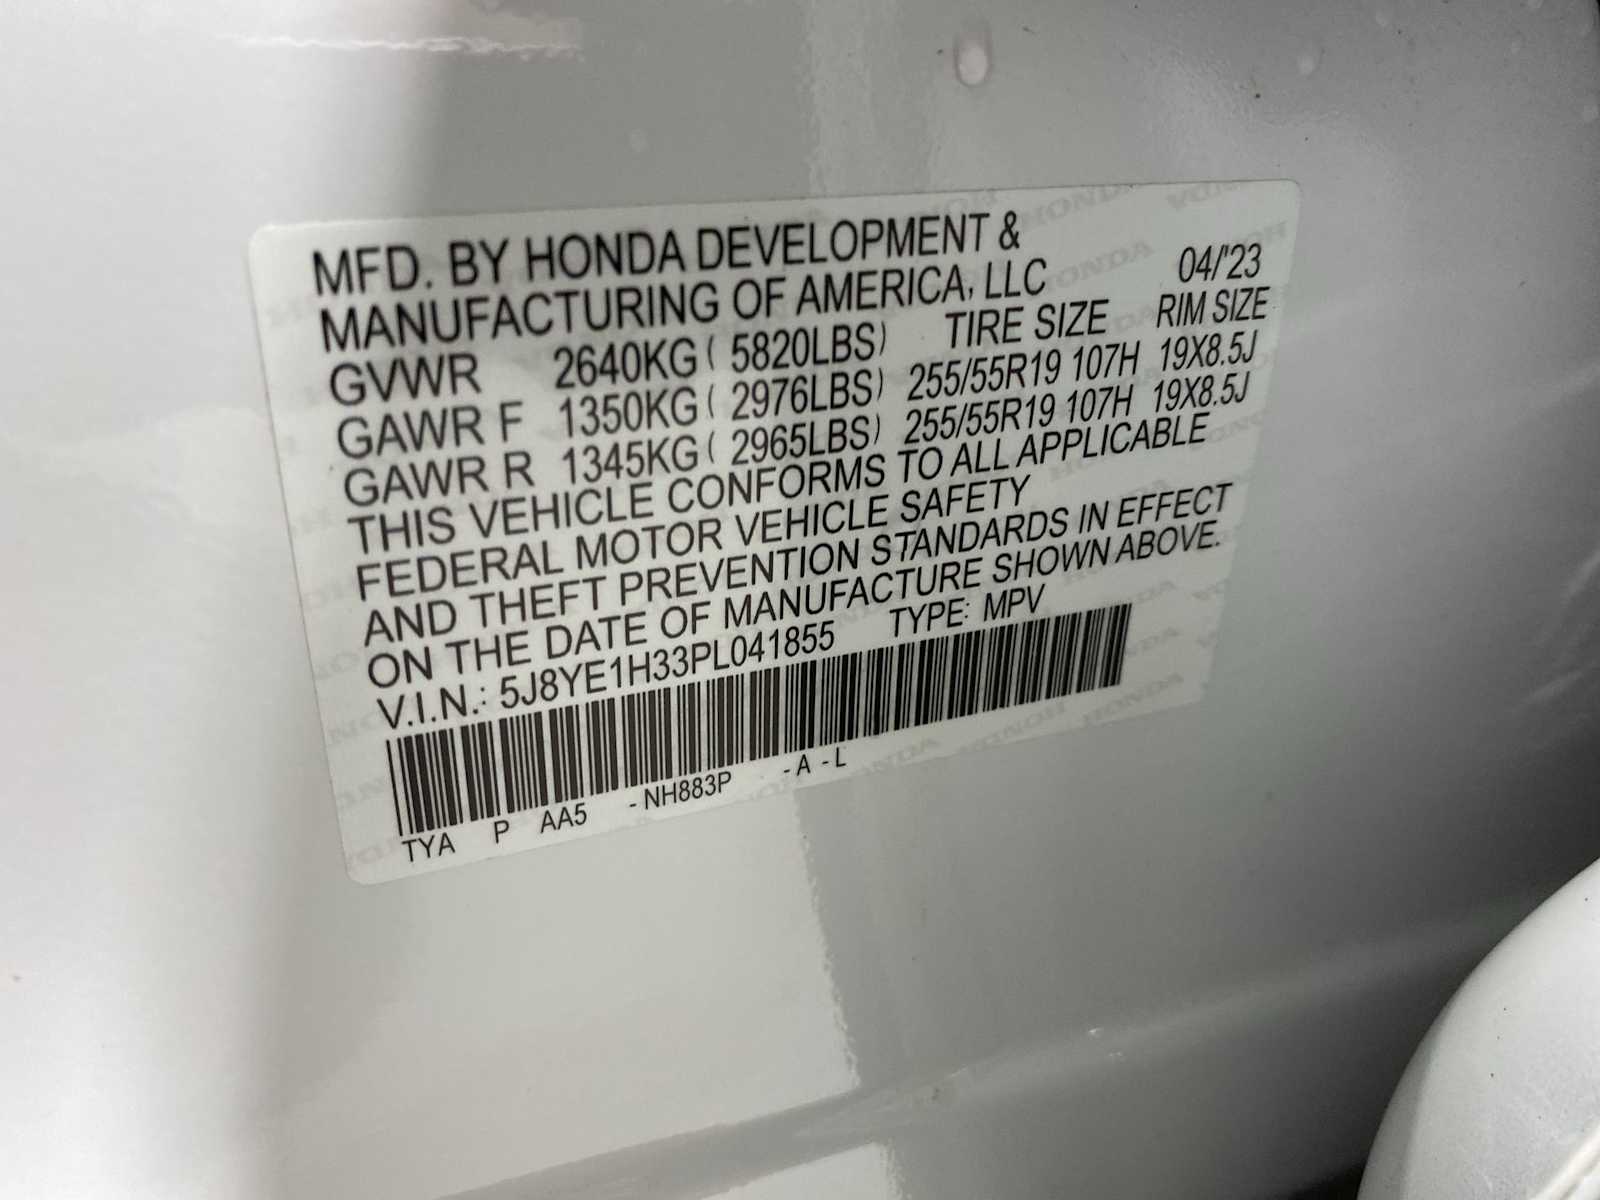 MFD. BY HONDA DEVELOPMENT &
MANUFACTURING OF AMERICA, LLC 04/'23
GVWR 2640KG ( 5820LBS) TIRE SIZE RIM SIZE
GAWR F 1350KG ( 2976LBS) 255/55R19 107H 19X8.5J
GAWR R 1345KG ( 2965LBS) 255/55R19 107H 19X8.5J
THIS VEHICLE CONFORMS TO ALL APPLICABLE
FEDERAL MOTOR VEHICLE SAFETY
AND THEFT PREVENTION STANDARDS IN EFFECT
ON THE DATE OF MANUFACTURE SHOWN ABOVE.
V.I.N.: 5J8YE1H33PL041855 TYPE: MPV
TYA P AA5 -NH883P -A -L